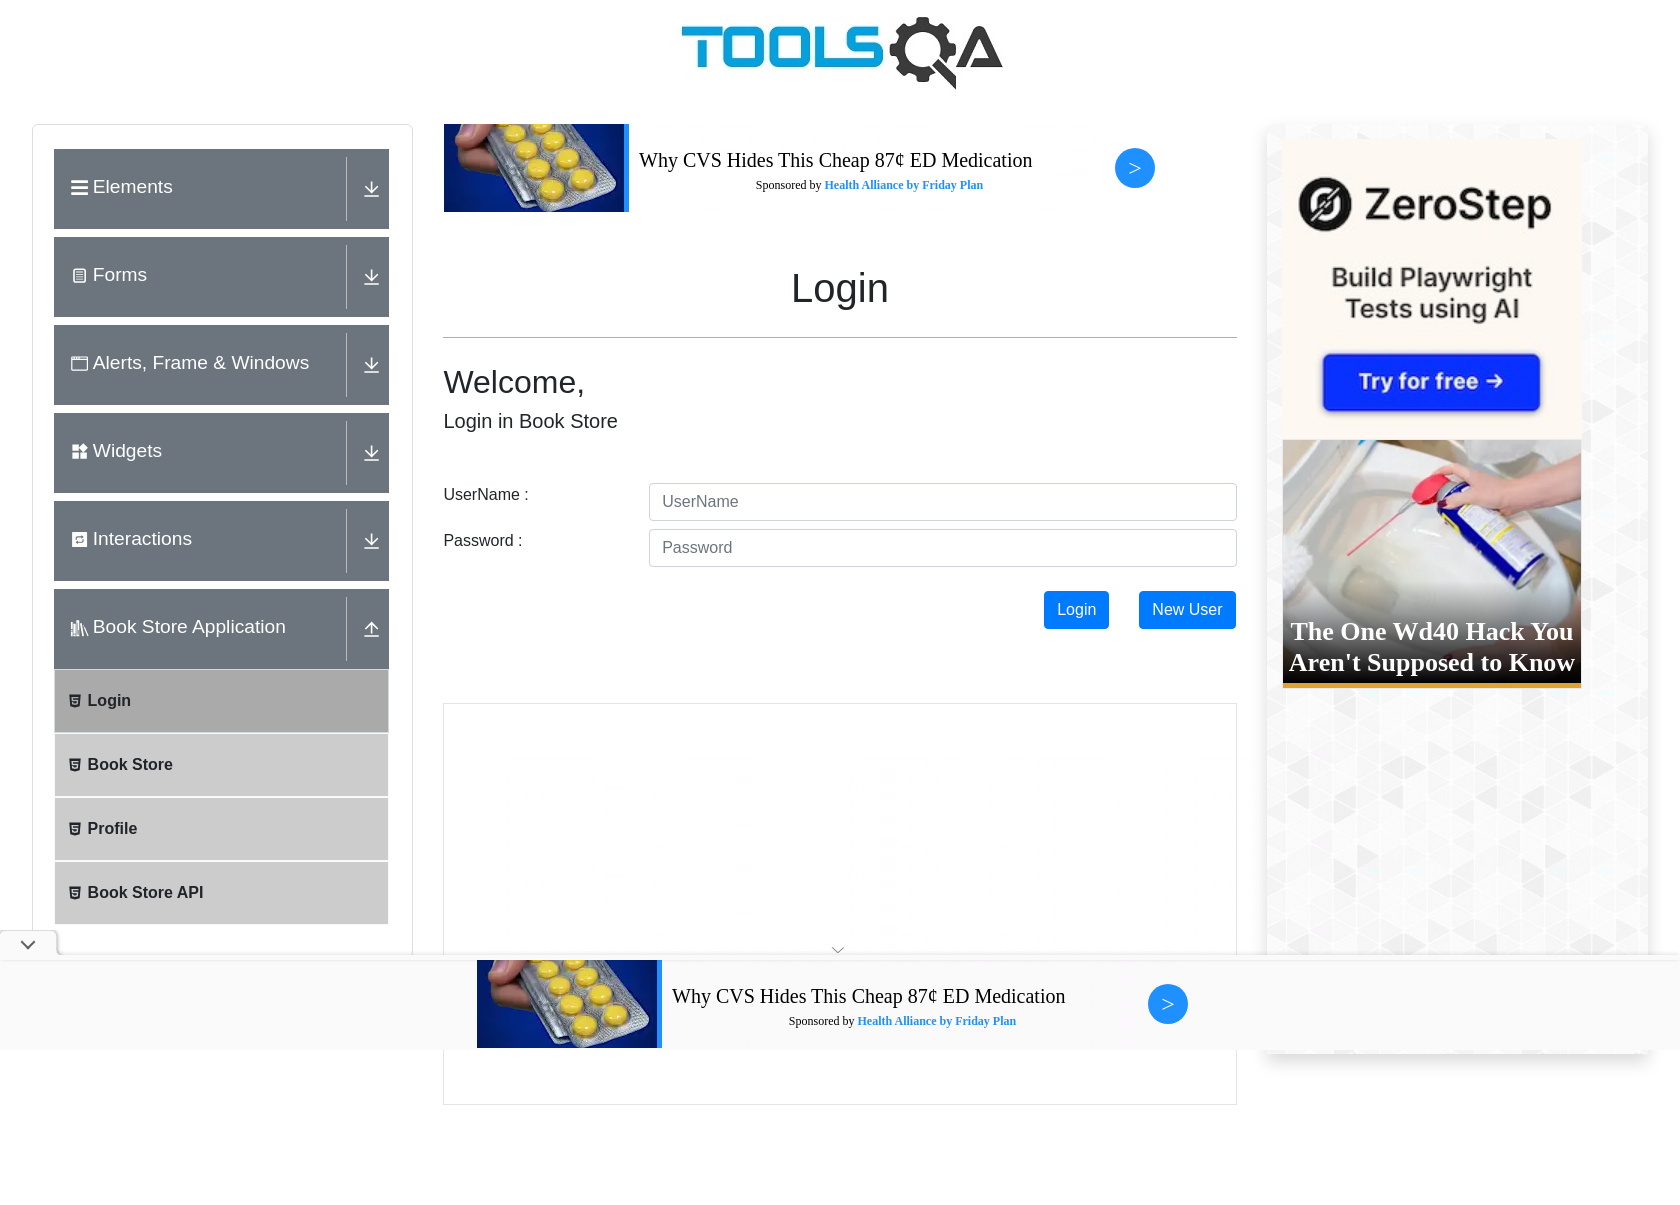 TOOLSQA
Elements
Forms
Alerts, Frame & Windows
Widgets
Interactions
Book Store Application
Login
Book Store
Profile
Book Store API
Why CVS Hides This Cheap 87¢ ED Medication
Sponsored by Health Alliance by Friday Plan
>
Login
Welcome,
Login in Book Store
UserName :
UserName
Password :
Password
Login
New User
ZeroStep
Build Playwright
Tests using AI
Try for free →
The One Wd40 Hack You
Aren't Supposed to Know
Why CVS Hides This Cheap 87¢ ED Medication
Sponsored by Health Alliance by Friday Plan
>